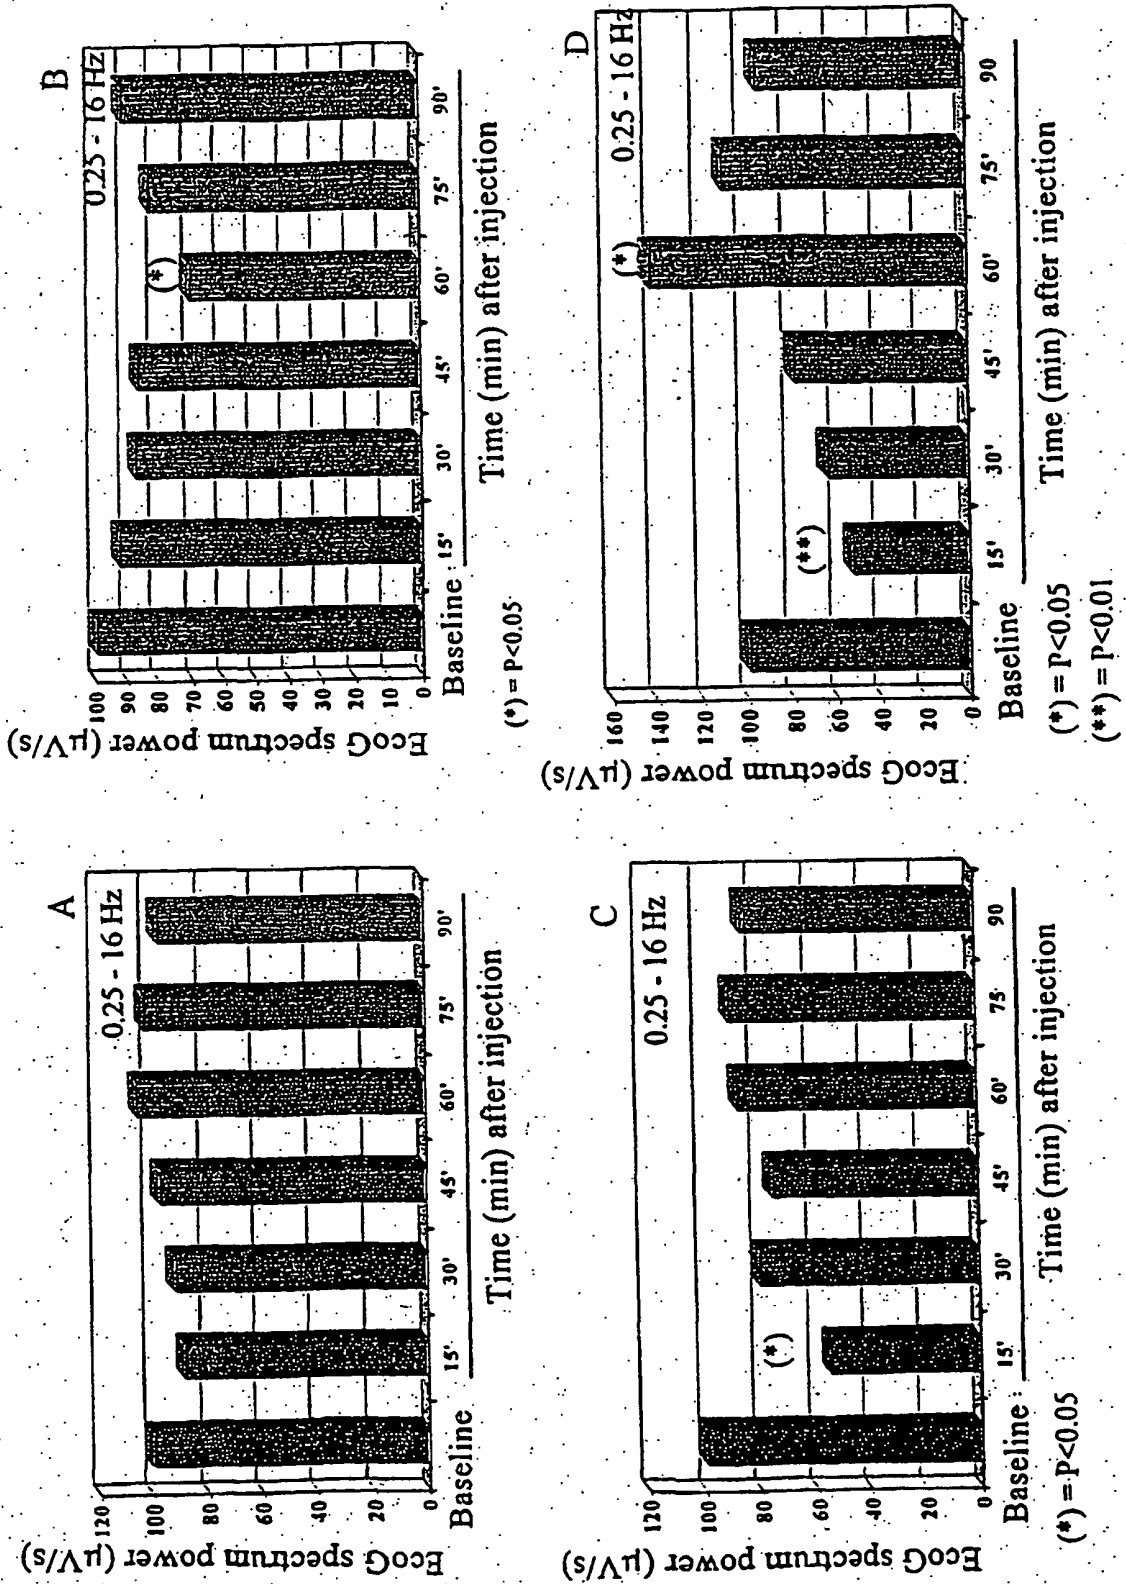 A
0,25 - 16 Hz
EcoG spectrum power (µV/s)
120
100
80
60
40
20
0
Baseline 15' 30' 45' 60' 75' 90'
Time (min) after injection
B
0.25 - 16 Hz
EcoG spectrum power (µV/s)
100
90
80
70
60
50
40
30
20
10
0
(*)
Baseline 15' 30' 45' 60' 75' 90'
Time (min) after injection
(*) = P<0.05
C
0.25 - 16 Hz
EcoG spectrum power (µV/s)
120
100
80
60
40
20
0
(*)
Baseline 15' 30' 45' 60' 75 90
Time (min) after injection
(*) = P<0.05
D
0.25 - 16 Hz
EcoG spectrum power (µV/s)
160
140
120
100
80
60
40
20
0
(**)
(*)
Baseline 15' 30' 45' 60' 75' 90
Time (min) after injection
(*) = P<0.05
(**) = P<0.01